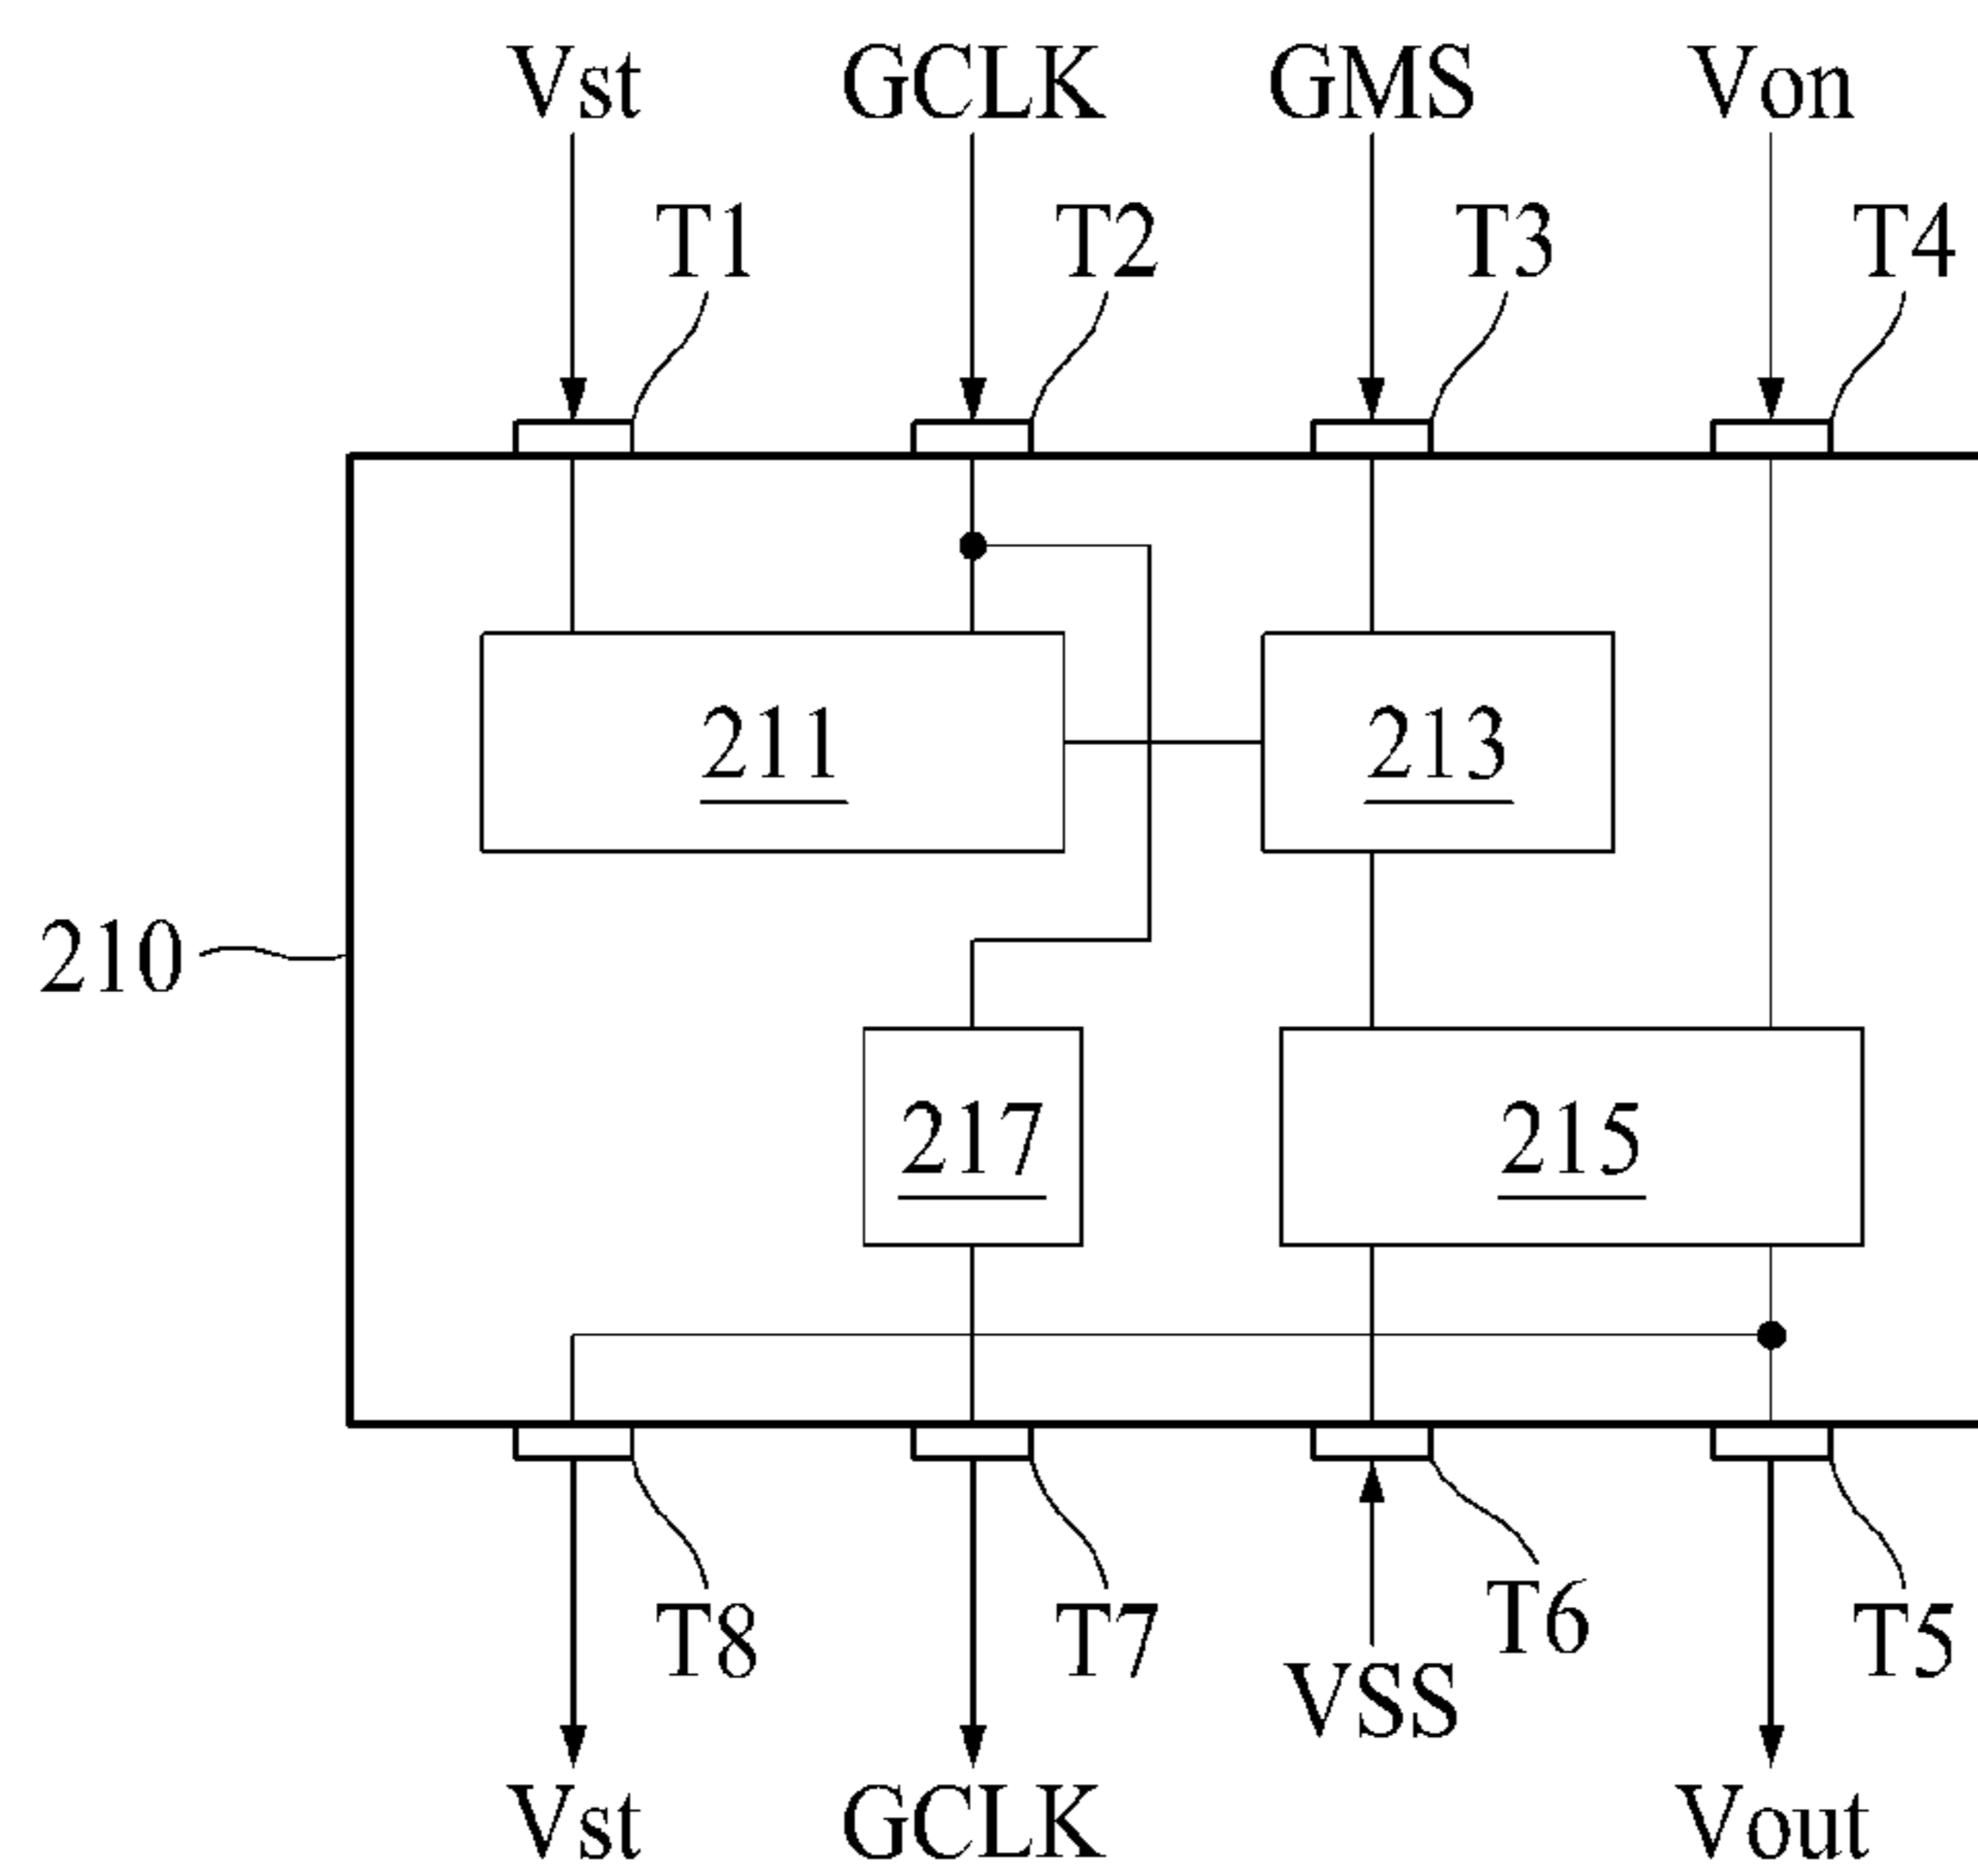 Vst GCLK GMS Von
T1 T2 T3 T4
211 213
210
217 215
T8 T7 T6 T5
VSS
Vst GCLK Vout